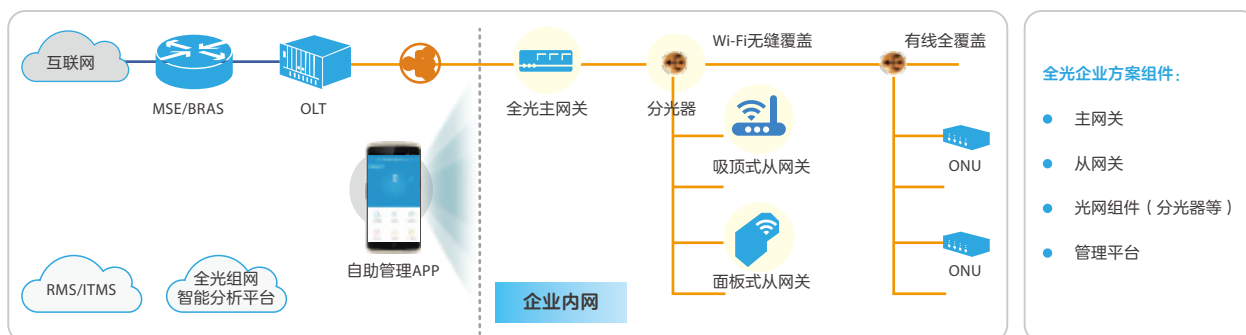 互联网
MSE/BRAS
OLT
全光主网关
分光器
Wi-Fi无缝覆盖
有线全覆盖
吸顶式从网关
面板式从网关
ONU
ONU
自助管理APP
RMS/ITMS
全光组网
智能分析平台
企业内网
全光企业方案组件：
● 主网关
● 从网关
● 光网组件（分光器等）
● 管理平台